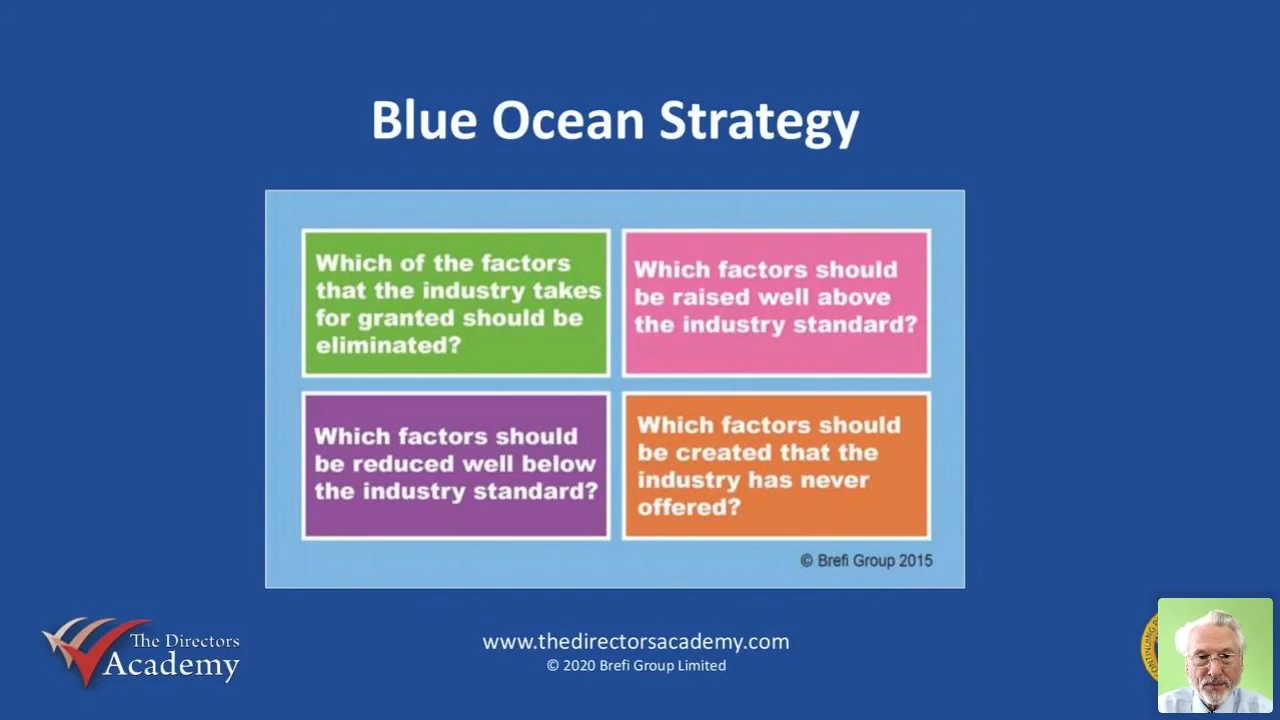 Blue Ocean Strategy
Which of the factors
that the industry takes
for granted should be
eliminated?
Which factors should
be raised well above
the industry standard?
Which factors should
be reduced well below
the industry standard?
Which factors should
be created that the
industry has never
offered?
© Brefi Group 2015
The Directors
Academy
www.thedirectorsacademy.com
© 2020 Brefi Group Limited